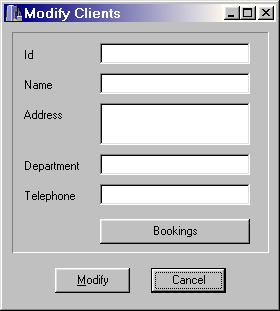 Modify Clients
Id
Name
Address
Department
Telephone
Bookings
Modify Cancel